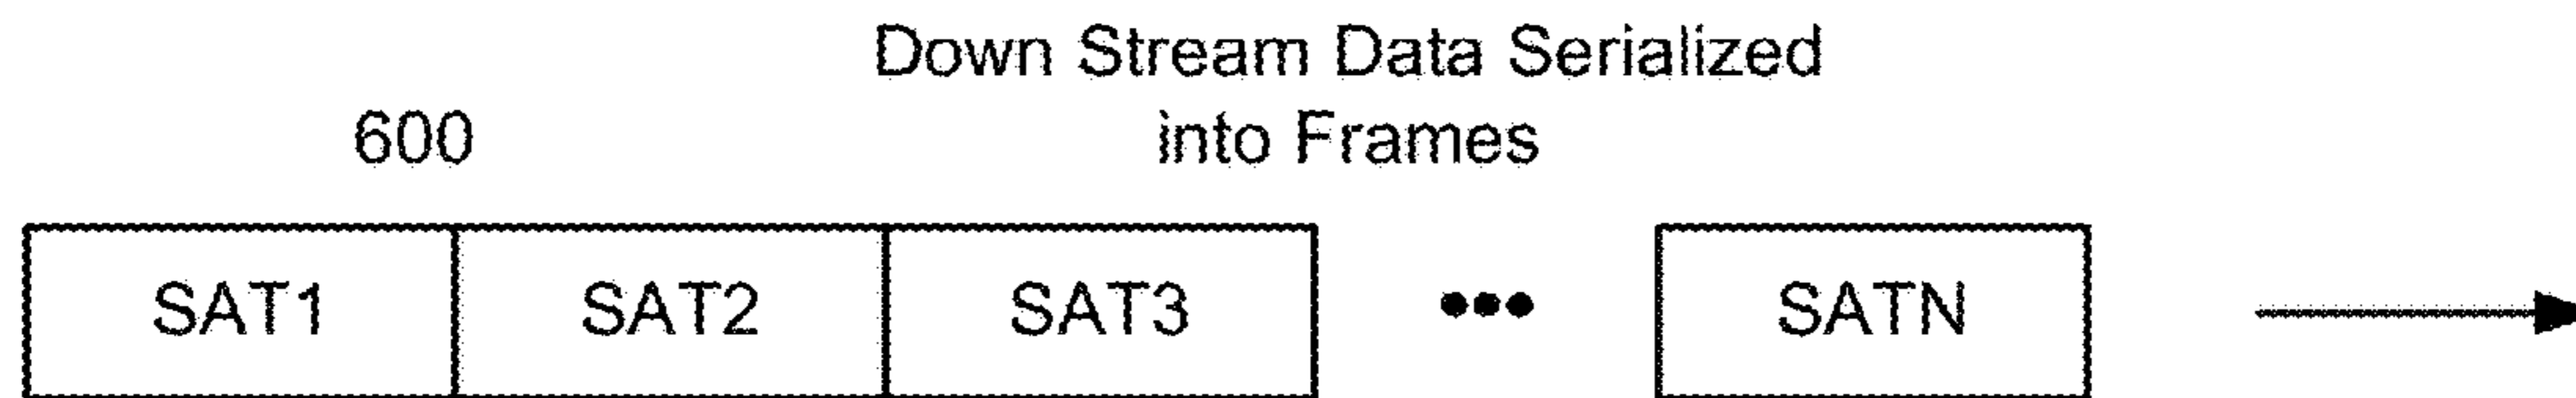 Down Stream Data Serialized
into Frames
600
SAT1 SAT2 SAT3 ••• SATN